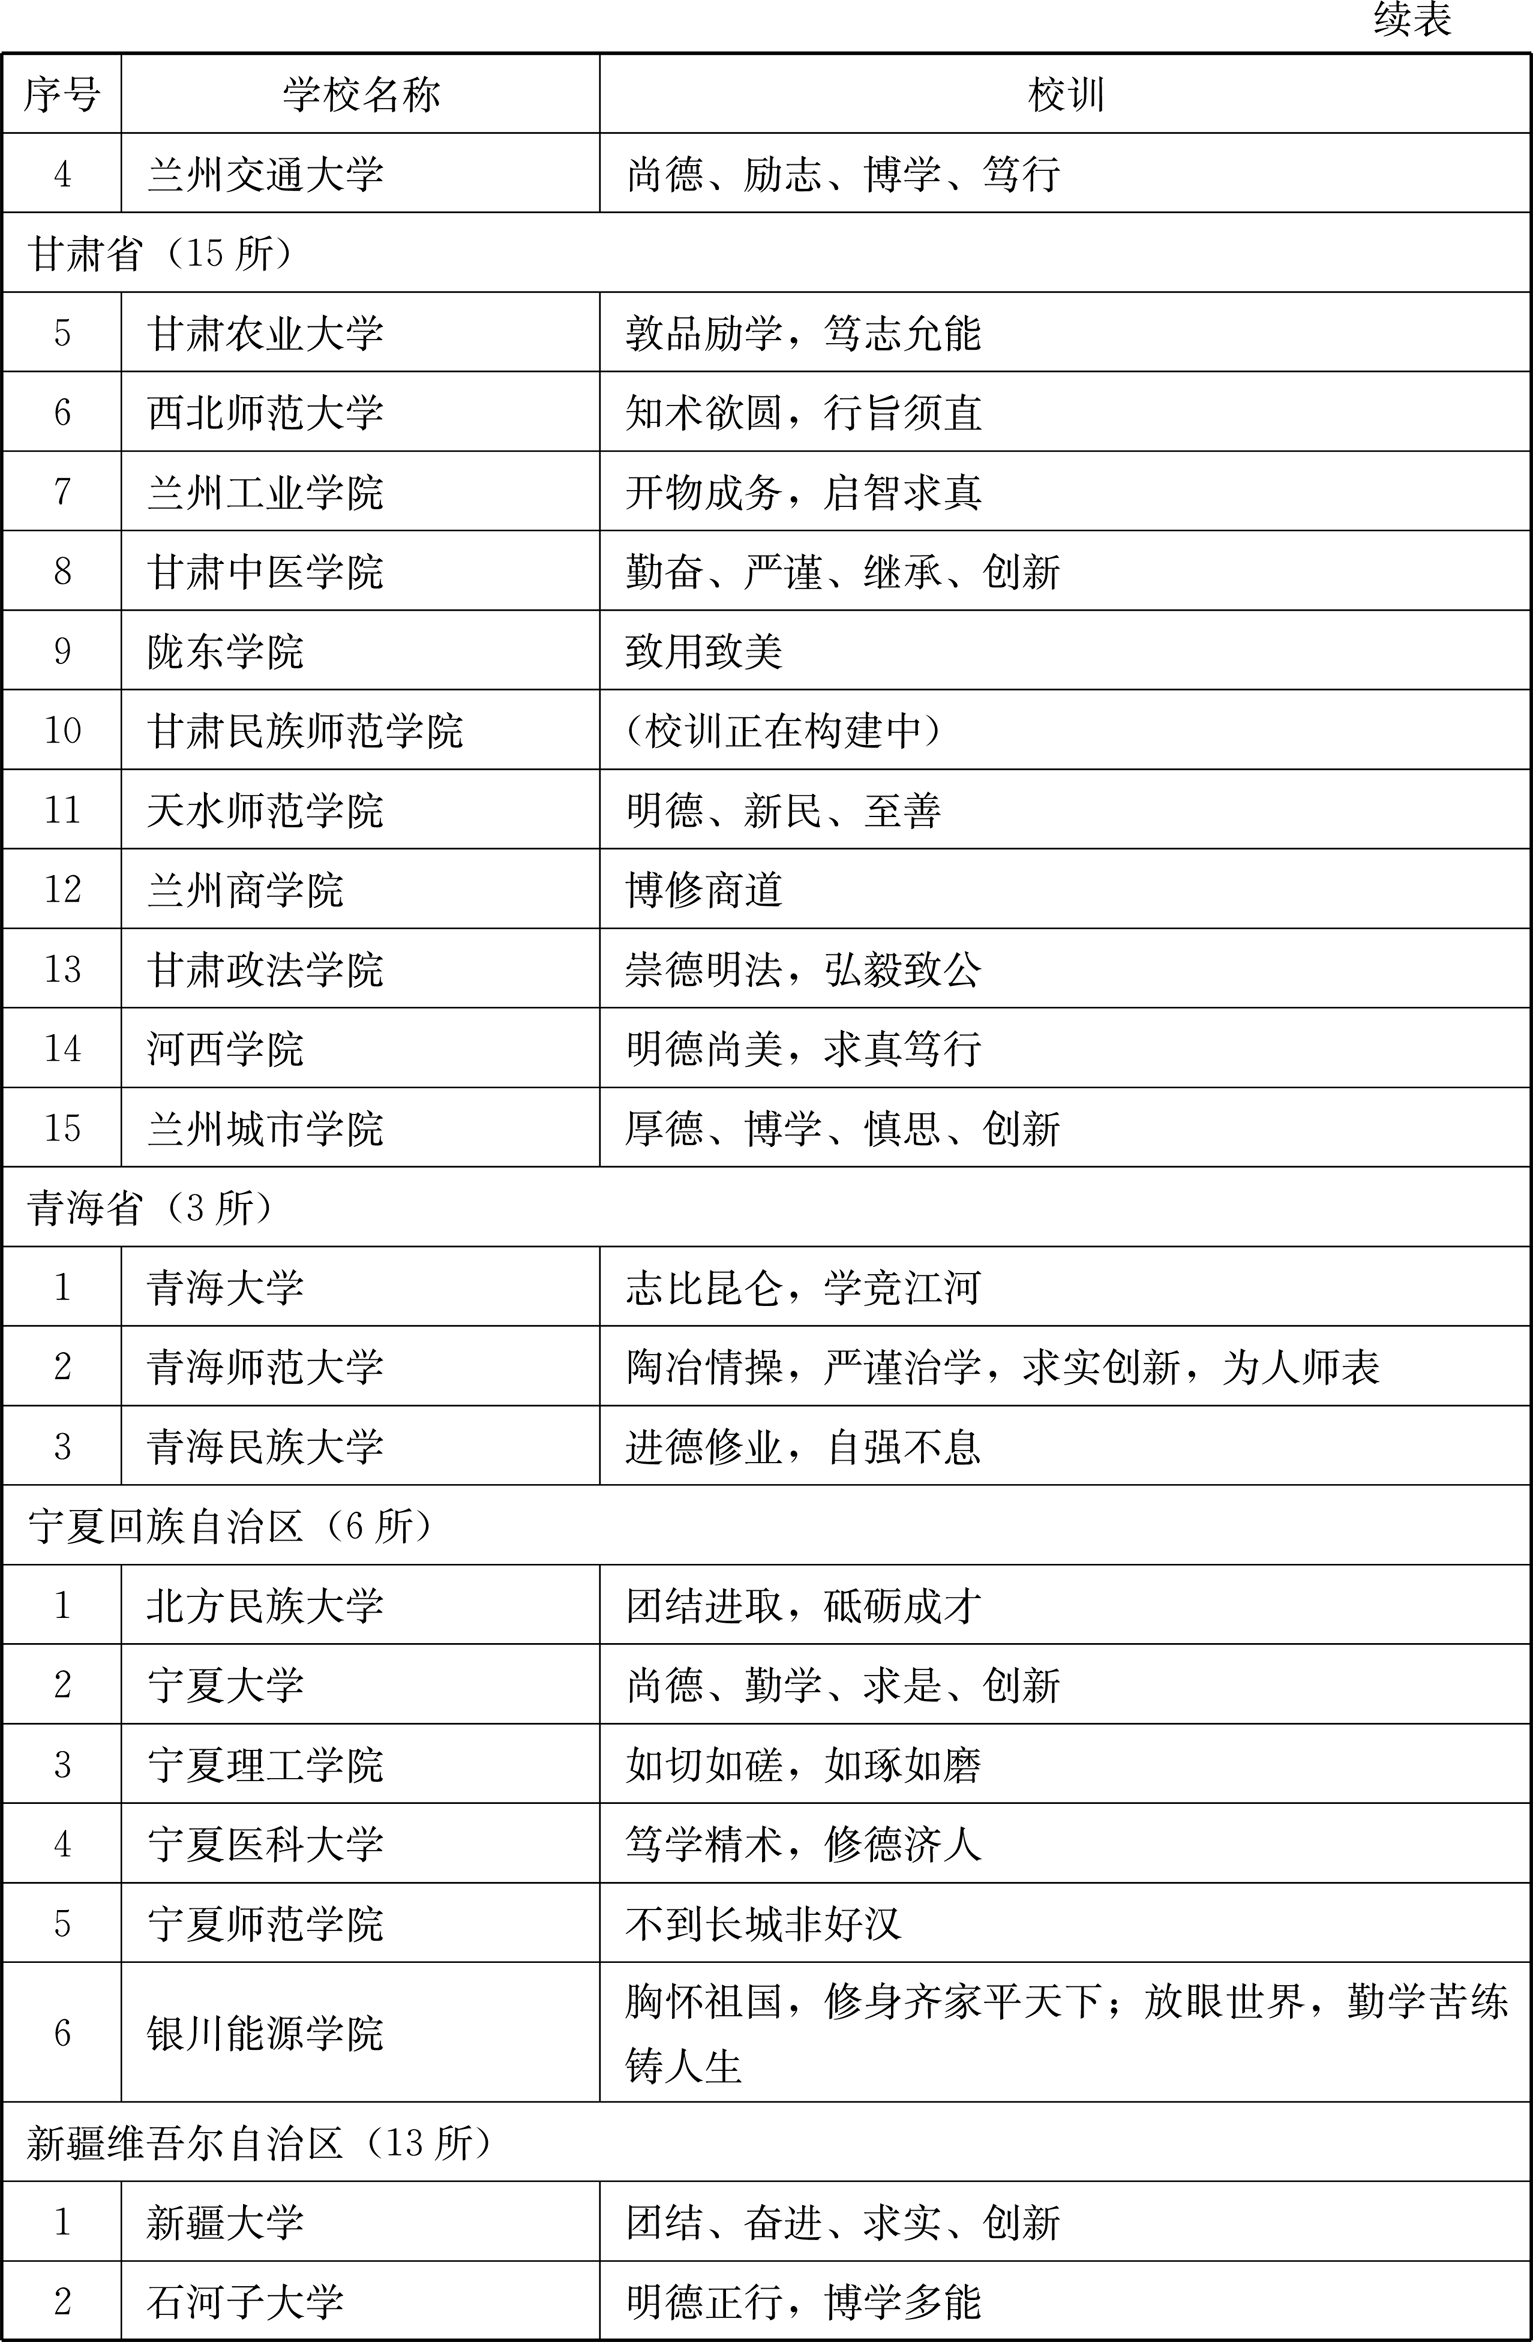 续表
序号 学校名称 校训
4 兰州交通大学 尚德、励志、博学、笃行
甘肃省（15 所）
5 甘肃农业大学 敦品励学，笃志允能
6 西北师范大学 知术欲圆，行旨须直
7 兰州工业学院 开物成务，启智求真
8 甘肃中医学院 勤奋、严谨、继承、创新
9 陇东学院 致用致美
10 甘肃民族师范学院 （校训正在构建中）
11 天水师范学院 明德、新民、至善
12 兰州商学院 博修商道
13 甘肃政法学院 崇德明法，弘毅致公
14 河西学院 明德尚美，求真笃行
15 兰州城市学院 厚德、博学、慎思、创新
青海省（3 所）
1 青海大学 志比昆仑，学竞江河
2 青海师范大学 陶冶情操，严谨治学，求实创新，为人师表
3 青海民族大学 进德修业，自强不息
宁夏回族自治区（6 所）
1 北方民族大学 团结进取，砥砺成才
2 宁夏大学 尚德、勤学、求是、创新
3 宁夏理工学院 如切如磋，如琢如磨
4 宁夏医科大学 笃学精术，修德济人
5 宁夏师范学院 不到长城非好汉
6 银川能源学院 胸怀祖国，修身齐家平天下；放眼世界，勤学苦练
铸人生
新疆维吾尔自治区（13 所）
1 新疆大学 团结、奋进、求实、创新
2 石河子大学 明德正行，博学多能